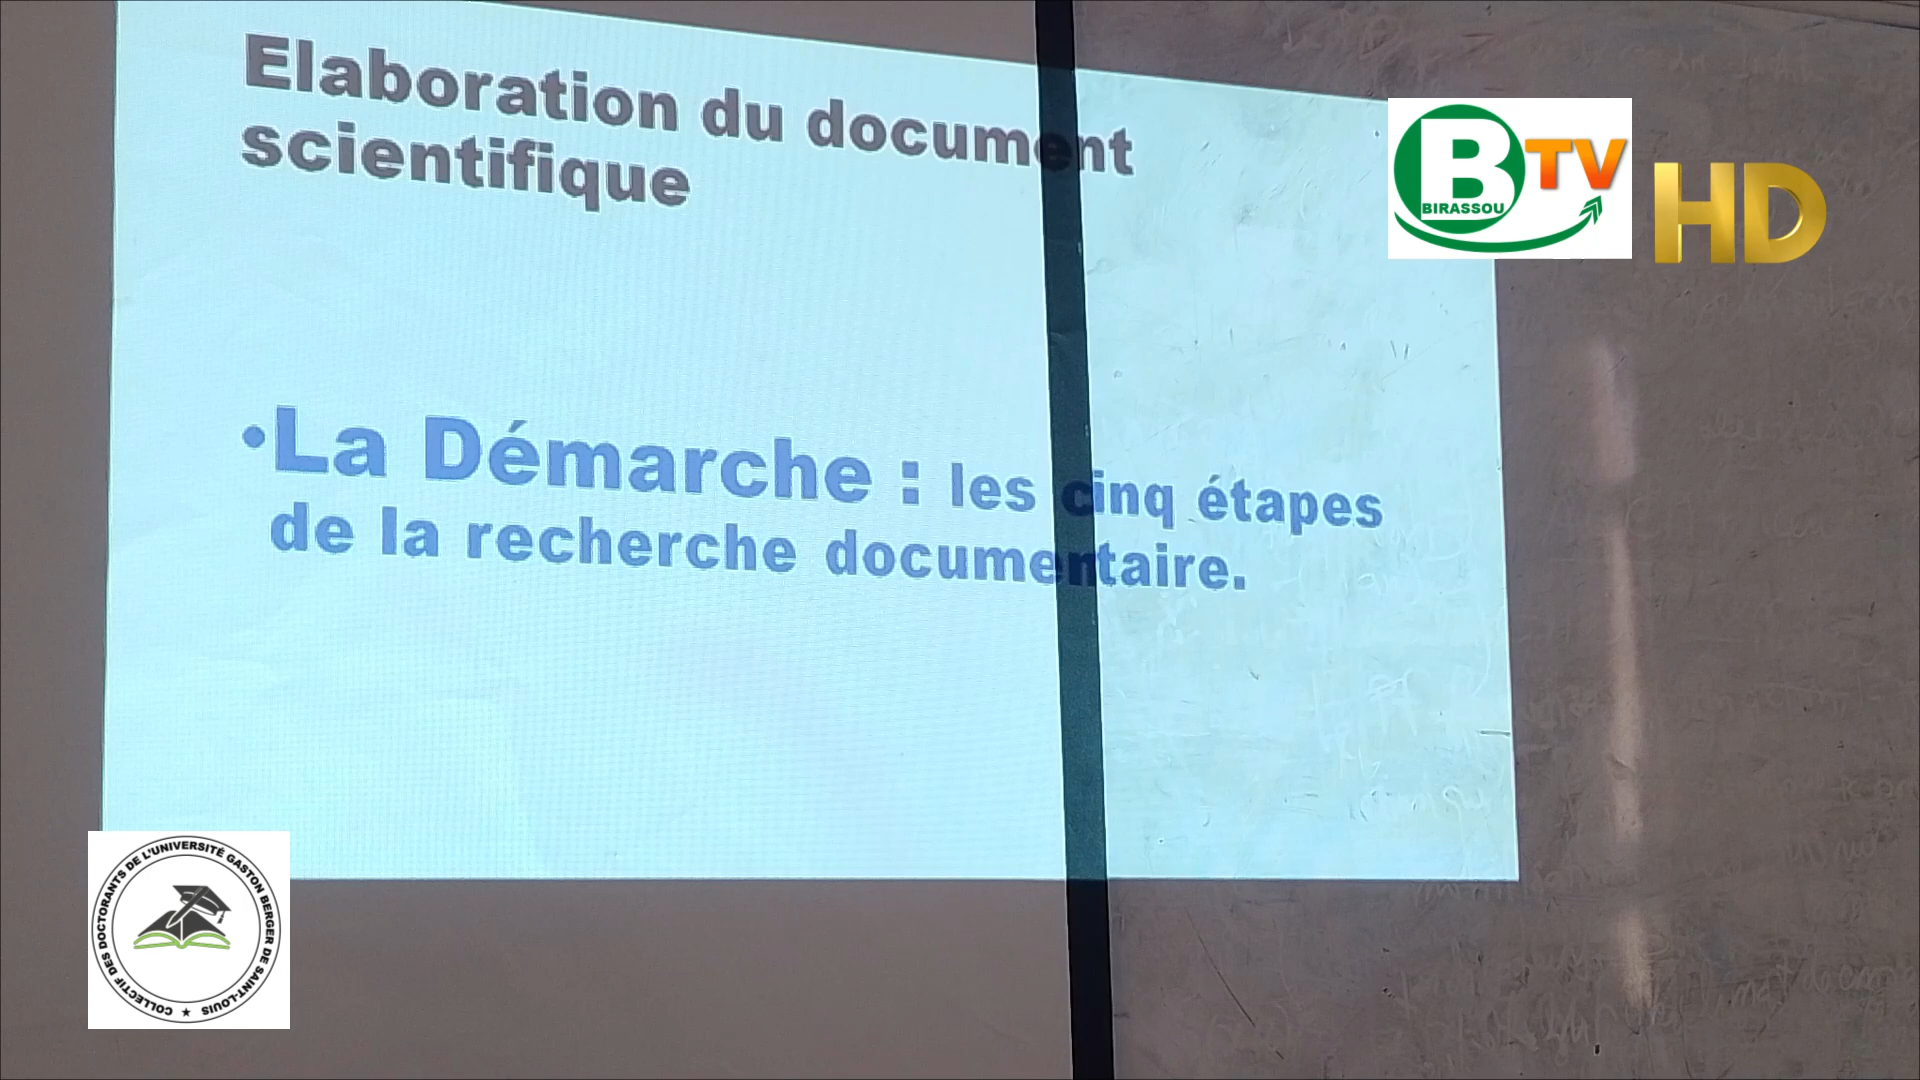 Elaboration du document
scientifique
•La Démarche : les cinq étapes
de la recherche documentaire.
B TV
BIRASSOU
HD
COLLECTIF DES DOCTORANTS DE L'UNIVERSITÉ GASTON BERGER DE SAINT-LOUIS ★